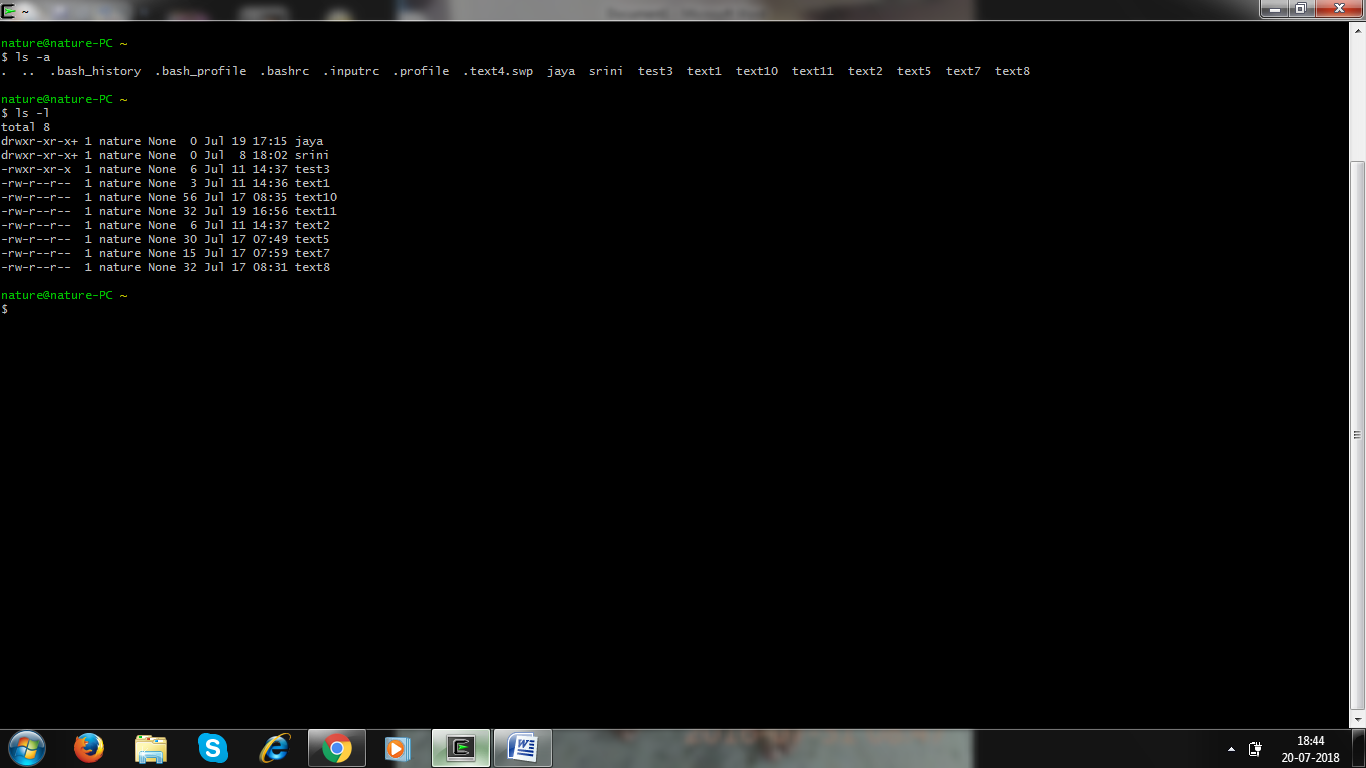 ~
nature@nature-PC ~
$ ls -a
.  ..  .bash_history  .bash_profile  .bashrc  .inputrc  .profile  .text4.swp  jaya  srini  test3  text1  text10  text11  text2  text5  text7  text8
nature@nature-PC ~
$ ls -l
total 8
drwxr-xr-x+ 1 nature None  0 Jul 19 17:15 jaya
drwxr-xr-x+ 1 nature None  0 Jul  8 18:02 srini
-rwxr-xr-x  1 nature None  6 Jul 11 14:37 test3
-rw-r--r--  1 nature None  3 Jul 11 14:36 text1
-rw-r--r--  1 nature None 56 Jul 17 08:35 text10
-rw-r--r--  1 nature None 32 Jul 19 16:56 text11
-rw-r--r--  1 nature None  6 Jul 11 14:37 text2
-rw-r--r--  1 nature None 30 Jul 17 07:49 text5
-rw-r--r--  1 nature None 15 Jul 17 07:59 text7
-rw-r--r--  1 nature None 32 Jul 17 08:31 text8
nature@nature-PC ~
$
18:44
20-07-2018